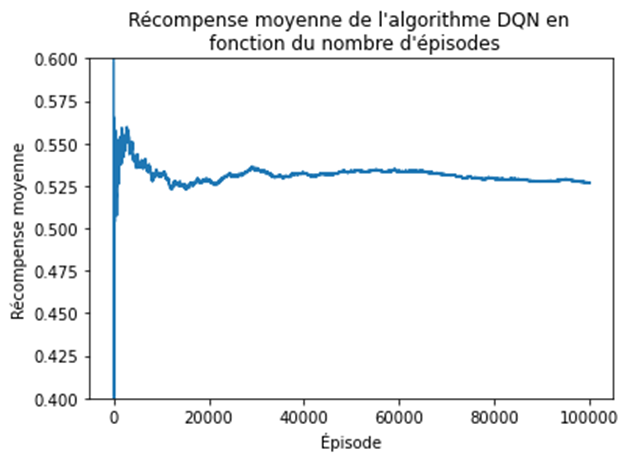 Récompense moyenne de l'algorithme DQN en
fonction du nombre d'épisodes
0.600
0.575
0.550
0.525
0.500
0.475
0.450
0.425
0.400
Récompense moyenne
0 20000 40000 60000 80000 100000
Épisode